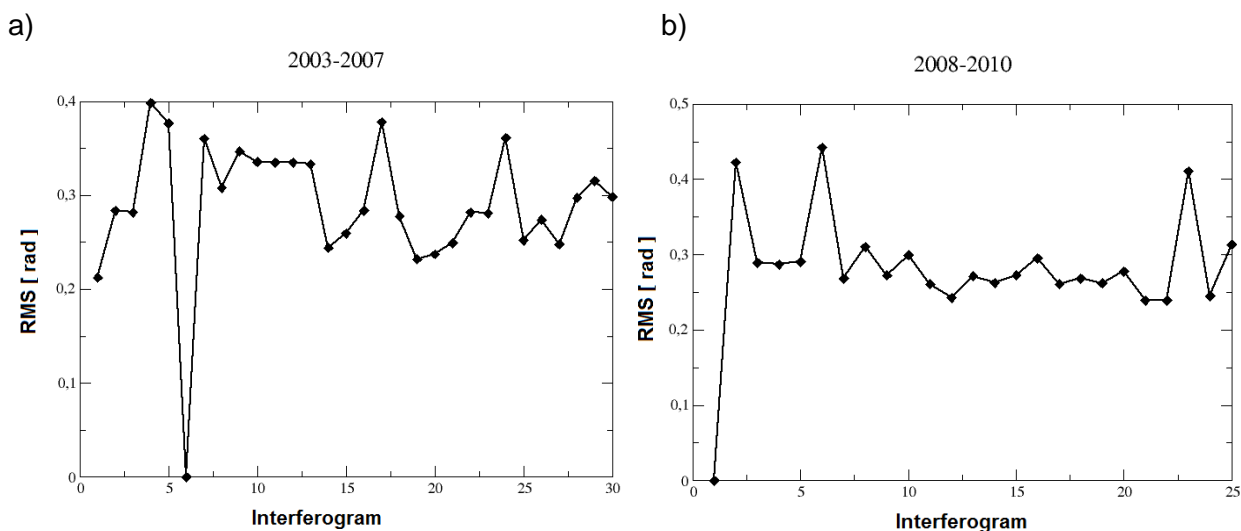 a)
2003-2007
0,4
0,3
0,2
0,1
0
RMS [ rad ]
0 5 10 15 20 25 30
Interferogram
b)
2008-2010
0,5
0,4
0,3
0,2
0,1
0
RMS [ rad ]
0 5 10 15 20 25
Interferogram